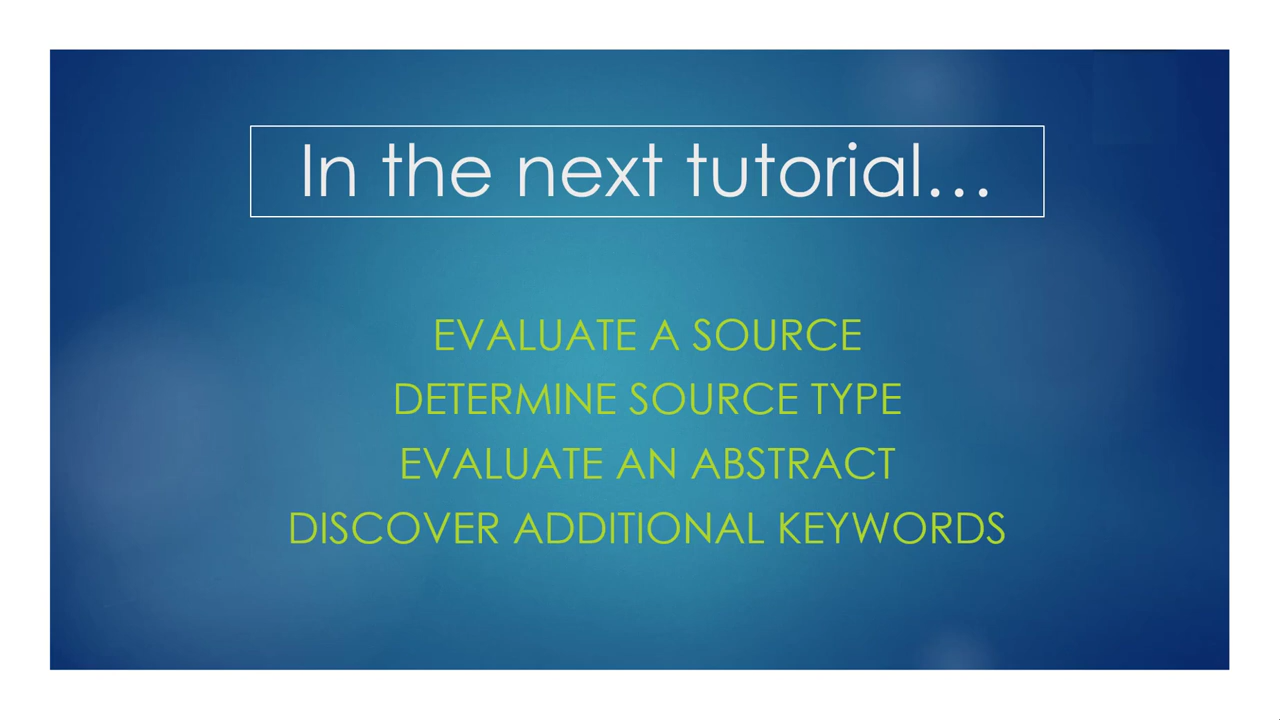 In the next tutorial…
EVALUATE A SOURCE
DETERMINE SOURCE TYPE
EVALUATE AN ABSTRACT
DISCOVER ADDITIONAL KEYWORDS